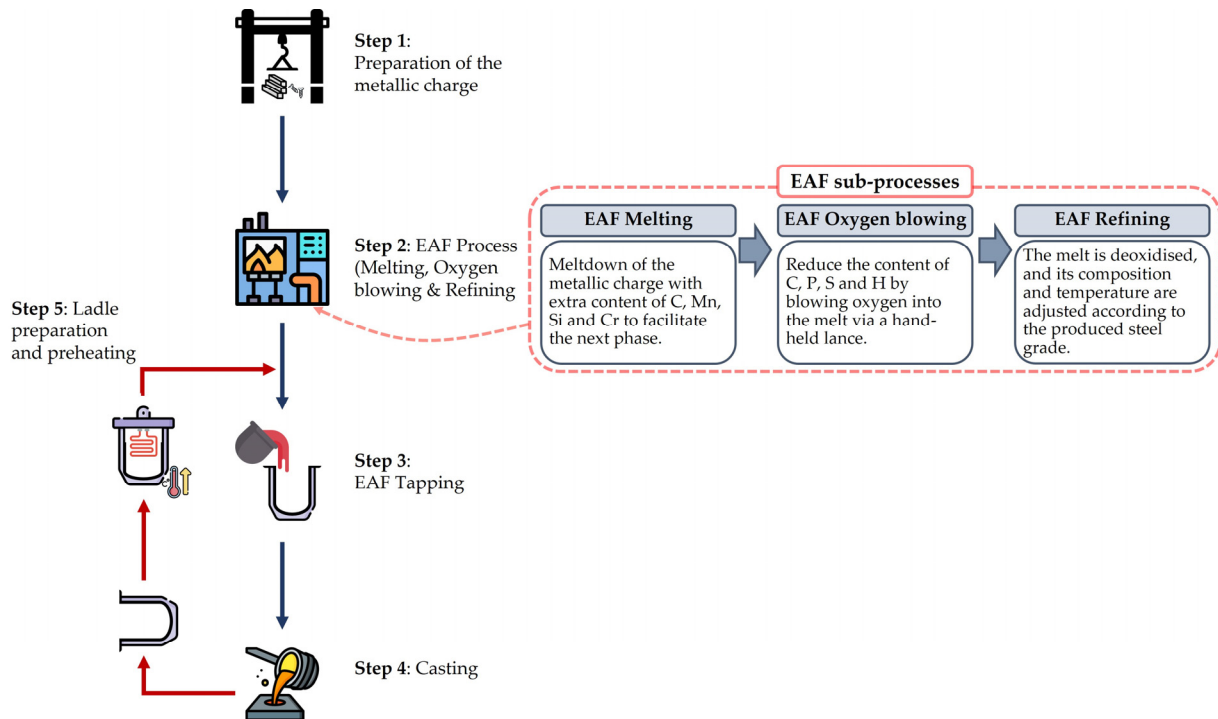 Step 1:
Preparation of the
metallic charge
Step 2: EAF Process
(Melting, Oxygen
blowing & Refining
EAF sub-processes
EAF Melting
Meltdown of the
metallic charge with
extra content of C, Mn,
Si and Cr to facilitate
the next phase.
EAF Oxygen blowing
Reduce the content of
C, P, S and H by
blowing oxygen into
the melt via a hand-
held lance.
EAF Refining
The melt is deoxidised,
and its composition
and temperature are
adjusted according to
the produced steel
grade.
Step 5: Ladle
preparation
and preheating
Step 3:
EAF Tapping
Step 4: Casting